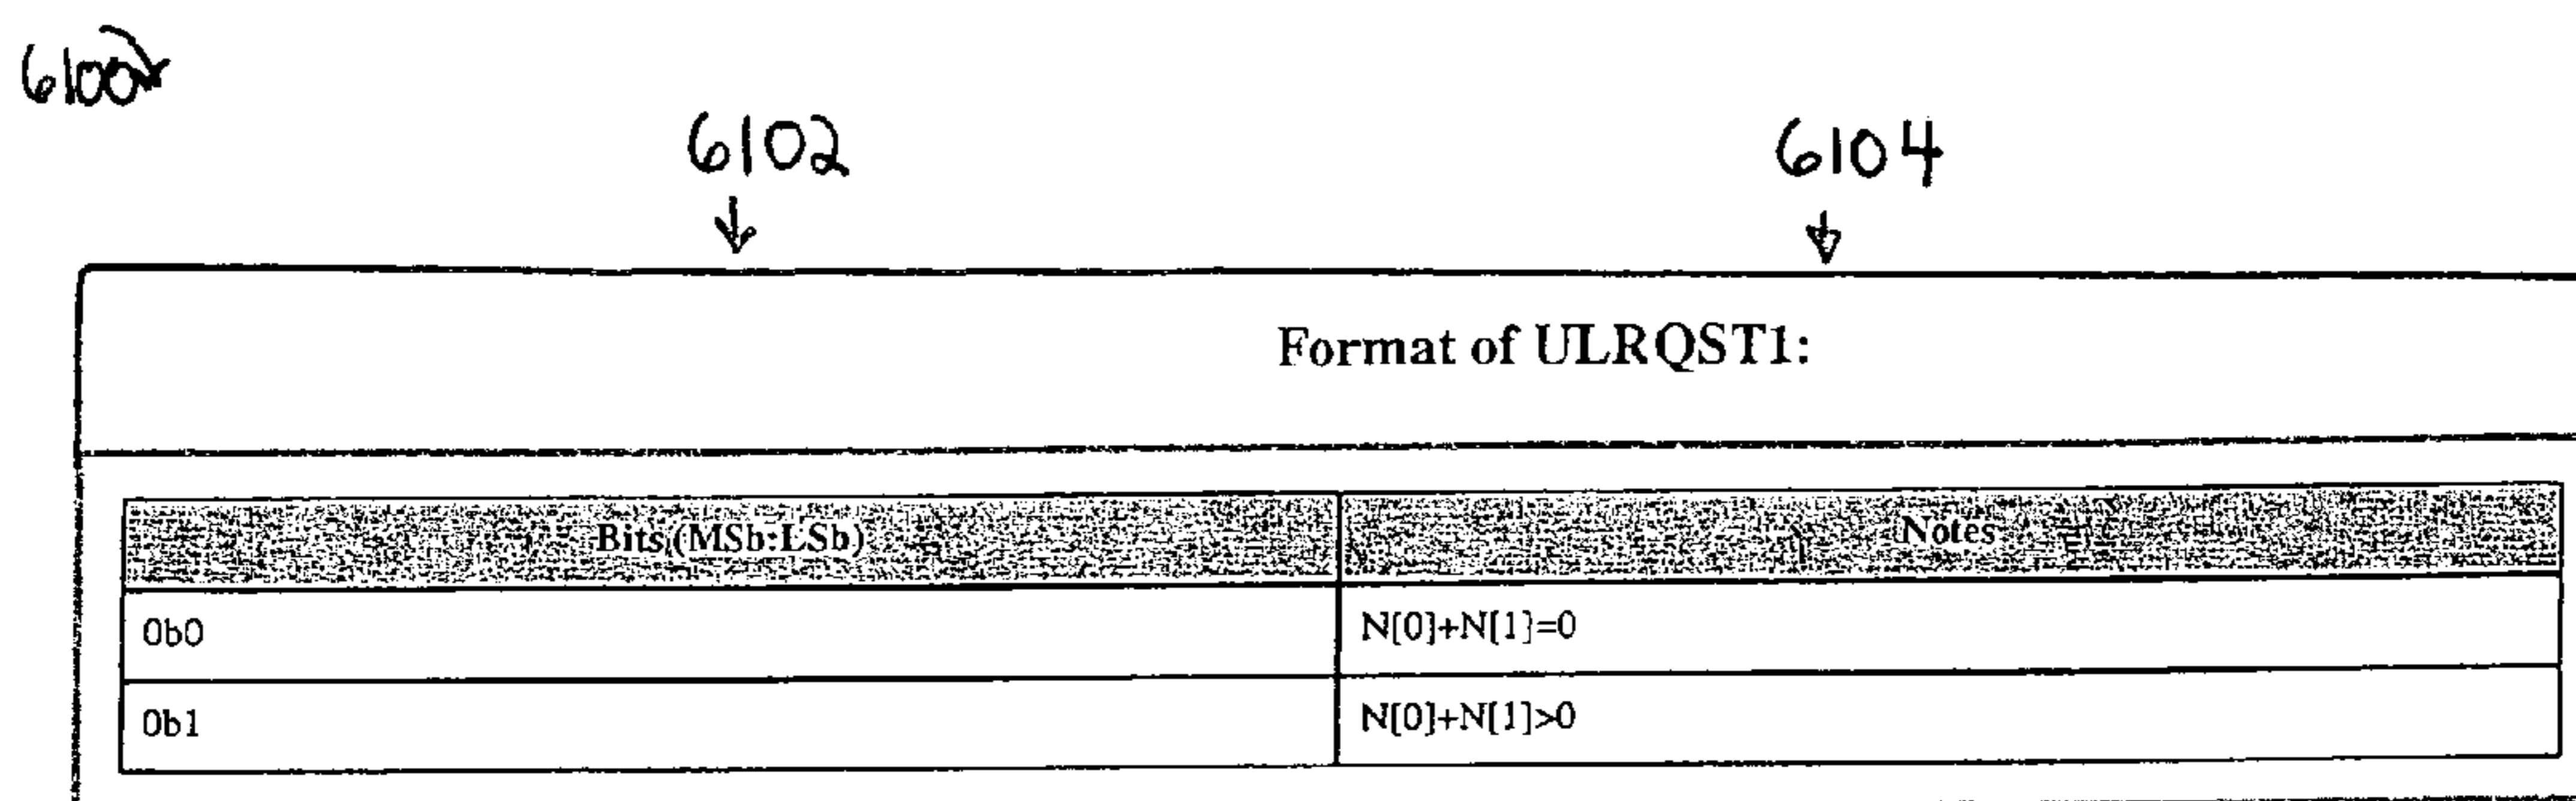 6100
6102 6104
Format of ULRQST1:
Bits (MSb:LSb) Notes
0b0 N[0]+N[1]=0
0b1 N[0]+N[1]>0